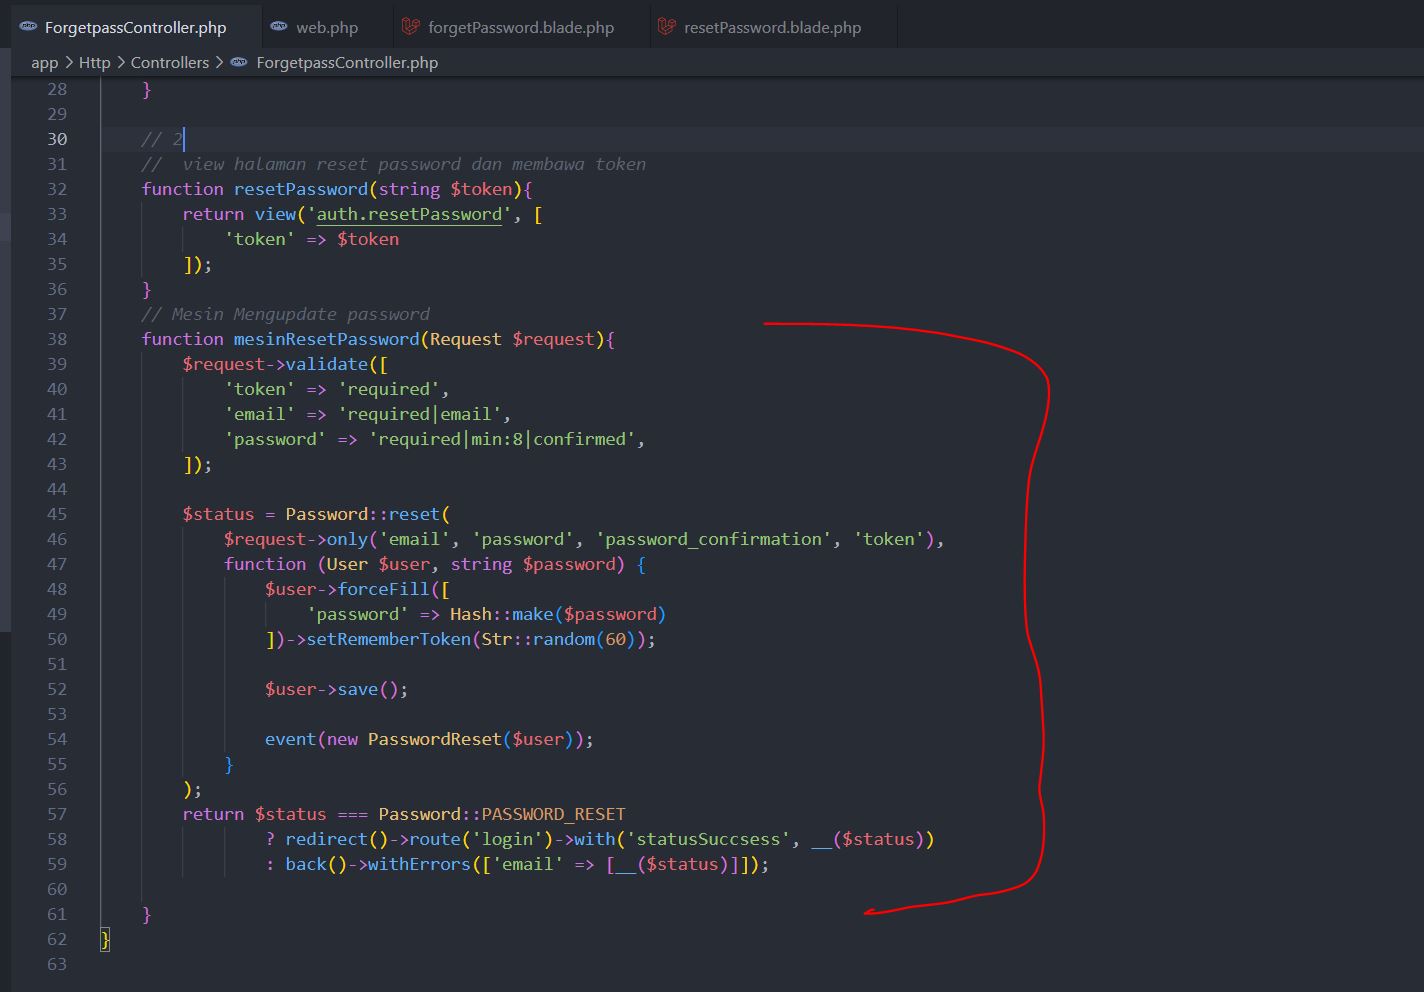 ForgetpassController.php web.php forgetPassword.blade.php resetPassword.blade.php
app > Http > Controllers > ForgetpassController.php
28 }
29
30 // 2
31 //  view halaman reset password dan membawa token
32 function resetPassword(string $token){
33 return view('auth.resetPassword', [
34 'token' => $token
35 ]);
36 }
37 // Mesin Mengupdate password
38 function mesinResetPassword(Request $request){
39 $request->validate([
40 'token' => 'required',
41 'email' => 'required|email',
42 'password' => 'required|min:8|confirmed',
43 ]);
44
45 $status = Password::reset(
46 $request->only('email', 'password', 'password_confirmation', 'token'),
47 function (User $user, string $password) {
48 $user->forceFill([
49 'password' => Hash::make($password)
50 ])->setRememberToken(Str::random(60));
51
52 $user->save();
53
54 event(new PasswordReset($user));
55 }
56 );
57 return $status === Password::PASSWORD_RESET
58 ? redirect()->route('login')->with('statusSuccsess', __($status))
59 : back()->withErrors(['email' => [__($status)]]);
60
61 }
62 }
63